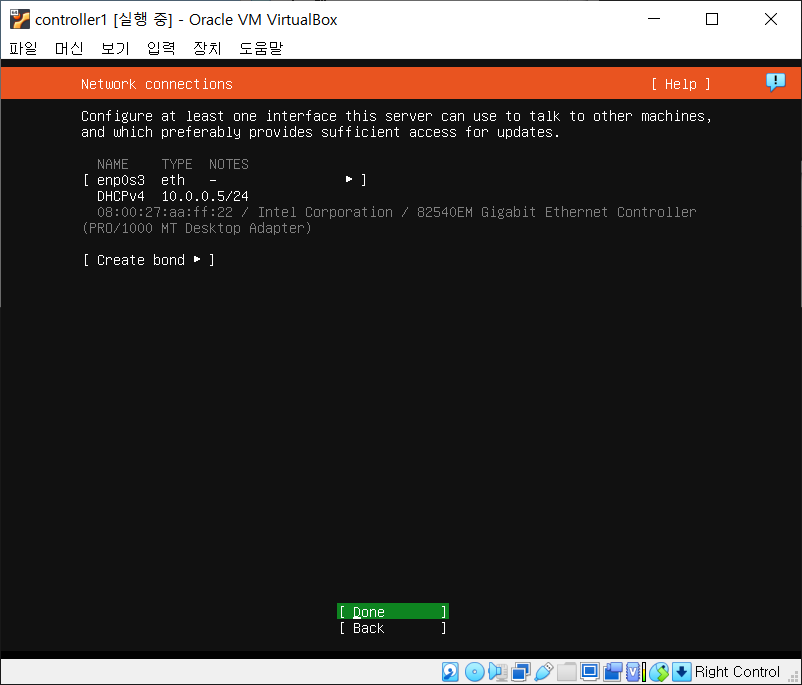 controller1 [실행 중] - Oracle VM VirtualBox
파일 머신 보기 입력 장치 도움말
Network connections [ Help ]
Configure at least one interface this server can use to talk to other machines,
and which preferably provides sufficient access for updates.
NAME TYPE NOTES
[ enp0s3 eth - ▸ ]
DHCPv4 10.0.0.5/24
08:00:27:aa:ff:22 / Intel Corporation / 82540EM Gigabit Ethernet Controller
(PRO/1000 MT Desktop Adapter)
[ Create bond ▸ ]
[ Done ]
[ Back ]
Right Control